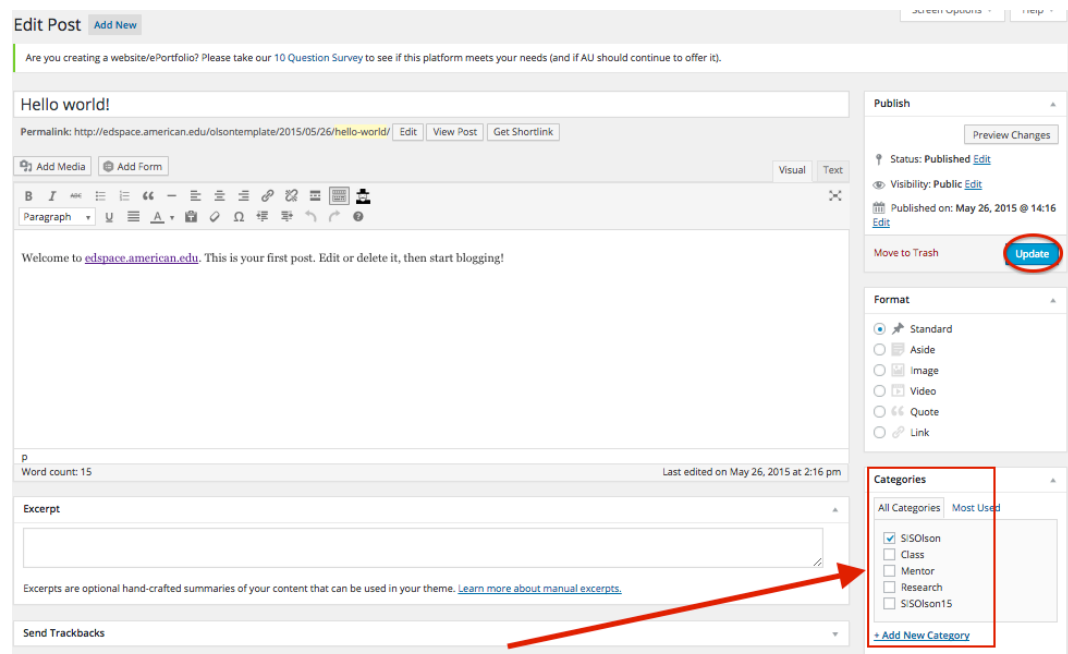 Screen Options Help
Edit Post Add New
Are you creating a website/ePortfolio? Please take our 10 Question Survey to see if this platform meets your needs (and if AU should continue to offer it).
Hello world!
Permalink: http://edspace.american.edu/olsontemplate/2015/05/26/hello-world/ Edit View Post Get Shortlink
Add Media Add Form
Visual Text
B I ABC
Paragraph U A Ω
Welcome to edspace.american.edu. This is your first post. Edit or delete it, then start blogging!
p
Word count: 15 Last edited on May 26, 2015 at 2:16 pm
Excerpt
Excerpts are optional hand-crafted summaries of your content that can be used in your theme. Learn more about manual excerpts.
Send Trackbacks
Publish
Preview Changes
Status: Published Edit
Visibility: Public Edit
Published on: May 26, 2015 @ 14:16
Edit
Move to Trash Update
Format
Standard
Aside
Image
Video
Quote
Link
Categories
All Categories Most Used
SISOlson
Class
Mentor
Research
SISOlson15
+ Add New Category